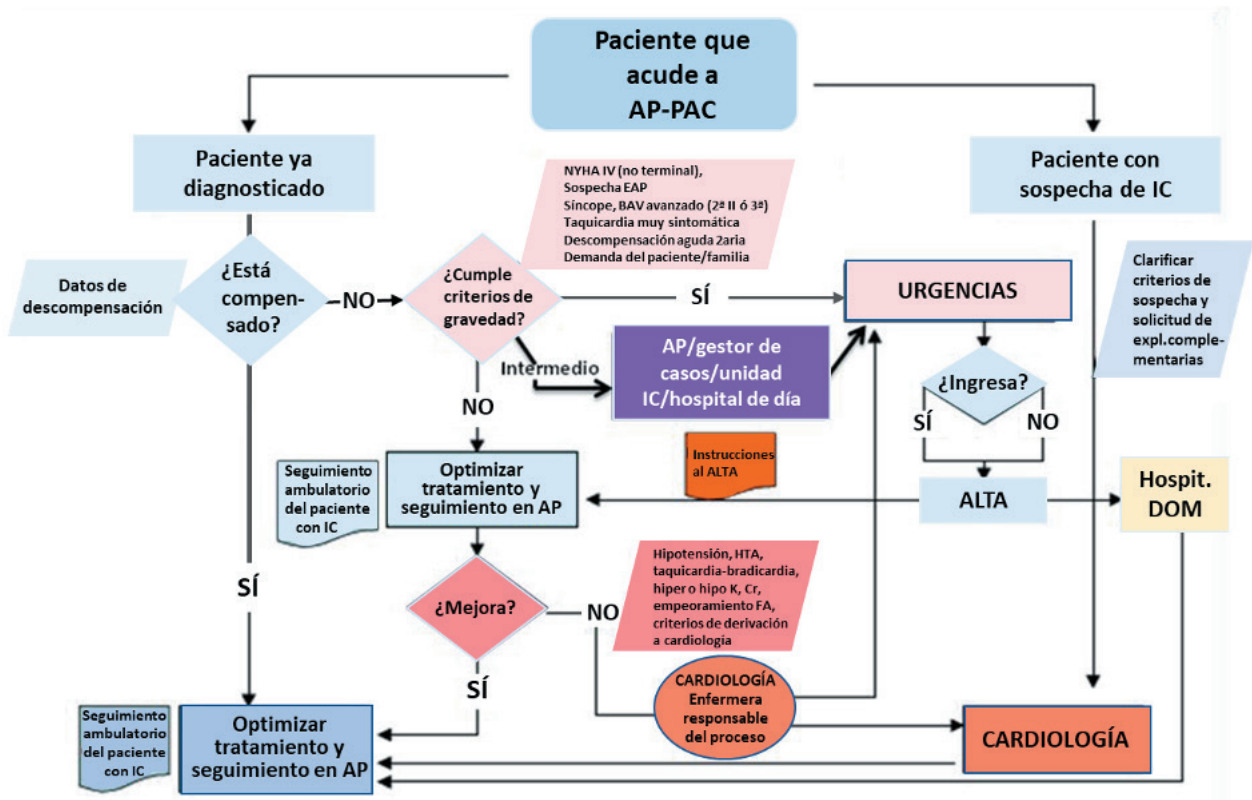 Paciente que
acude a
AP-PAC
Paciente ya
diagnosticado
NYHA IV (no terminal),
Sospecha EAP
Síncope, BAV avanzado (2ª II ó 3ª)
Taquicardia muy sintomática
Descompensación aguda 2aria
Demanda del paciente/familia
Paciente con
sospecha de IC
Datos de
descompensación
¿Está
compen-
sado?
NO
¿Cumple
criterios de
gravedad?
SÍ
URGENCIAS
Clarificar
criterios de
sospecha y
solicitud de
expl.comple-
mentarias
Intermedio
AP/gestor de
casos/unidad
IC/hospital de día
¿Ingresa?
SÍ
NO
NO
Instrucciones
al ALTA
Seguimiento
ambulatorio
del paciente
con IC
Optimizar
tratamiento y
seguimiento en AP
ALTA
Hospit.
DOM
SÍ
¿Mejora?
NO
Hipotensión, HTA,
taquicardia-bradicardia,
hiper o hipo K, Cr,
empeoramiento FA,
criterios de derivación
a cardiología
SÍ
CARDIOLOGÍA
Enfermera
responsable
del proceso
Seguimiento
ambulatorio
del paciente
con IC
Optimizar
tratamiento y
seguimiento en AP
CARDIOLOGÍA